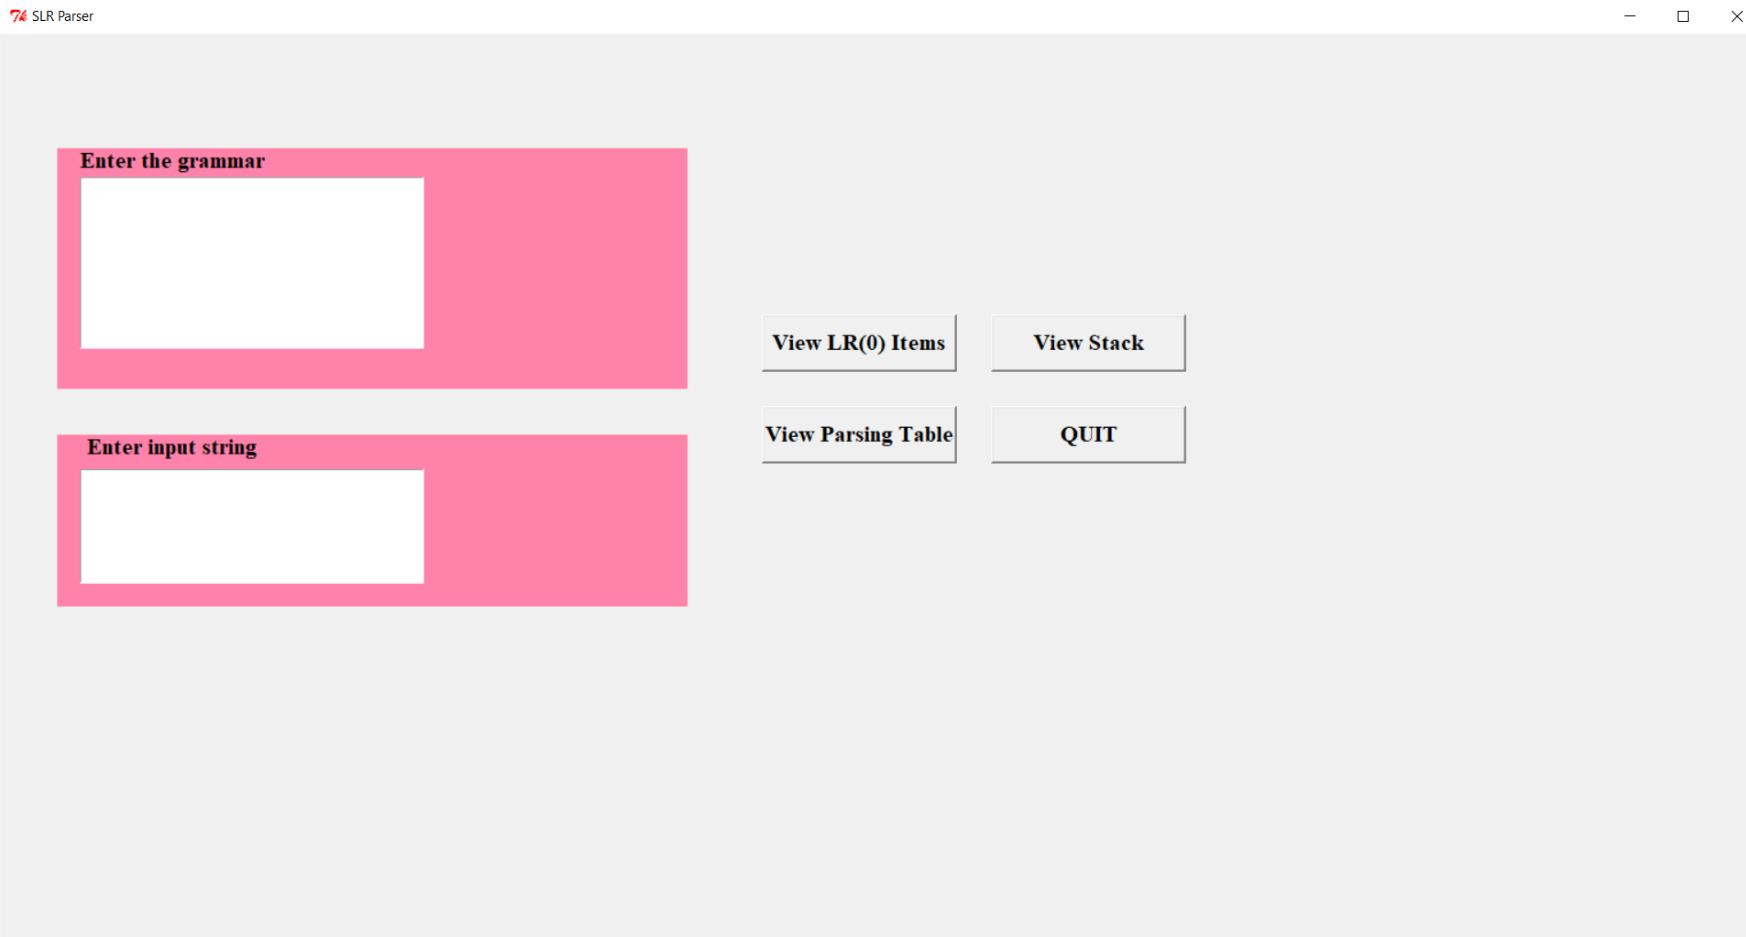 SLR Parser
Enter the grammar
View LR(0) Items
View Stack
View Parsing Table
QUIT
Enter input string